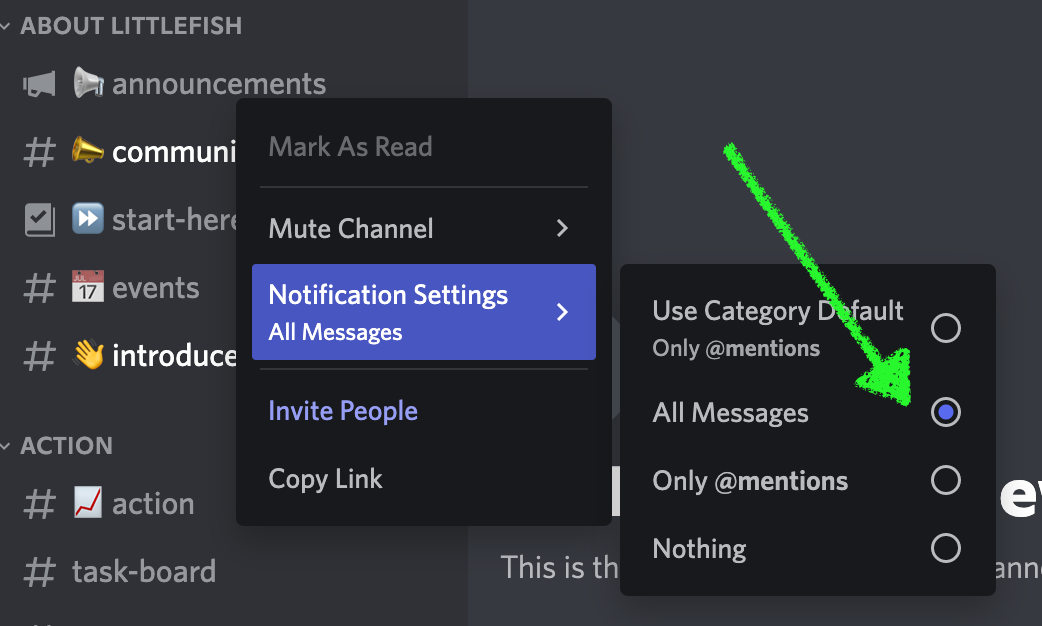 ABOUT LITTLEFISH
announcements
communi
start-here
JUL
17
events
introduce
ACTION
action
task-board
Mark As Read
Mute Channel
Notification Settings
All Messages
Invite People
Copy Link
Use Category Default
Only @mentions
All Messages
Only @mentions
Nothing
This is th